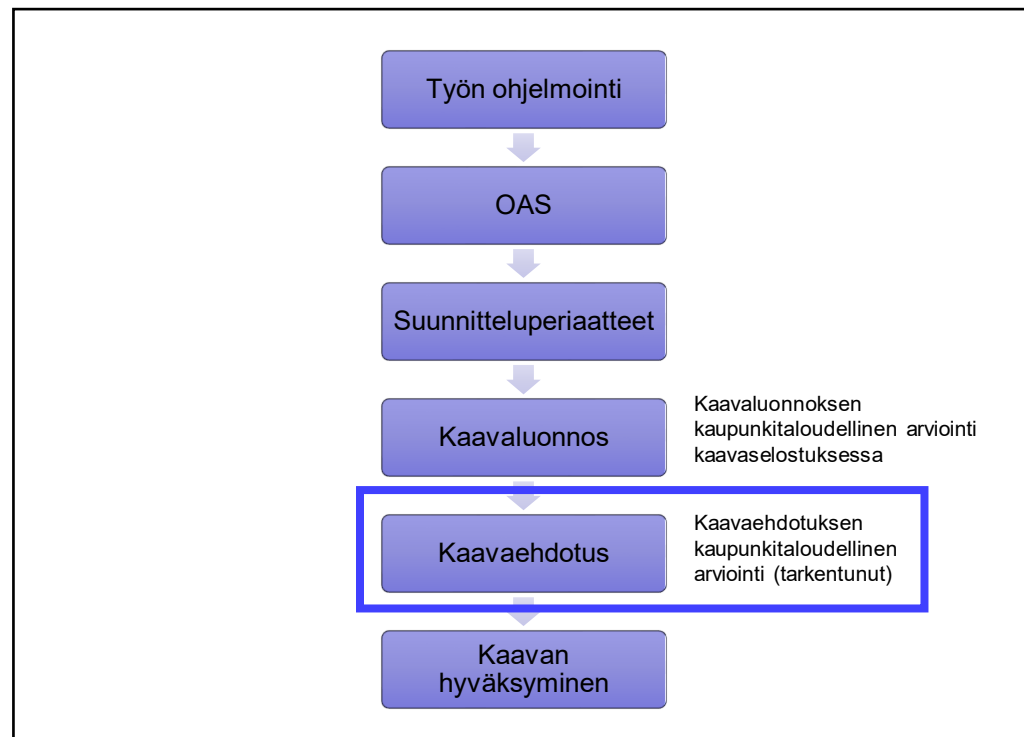 Työn ohjelmointi
OAS
Suunnitteluperiaatteet
Kaavaluonnos
Kaavaluonnoksen
kaupunkitaloudellinen arviointi
kaavaselostuksessa
Kaavaehdotus
Kaavaehdotuksen
kaupunkitaloudellinen
arviointi (tarkentunut)
Kaavan
hyväksyminen